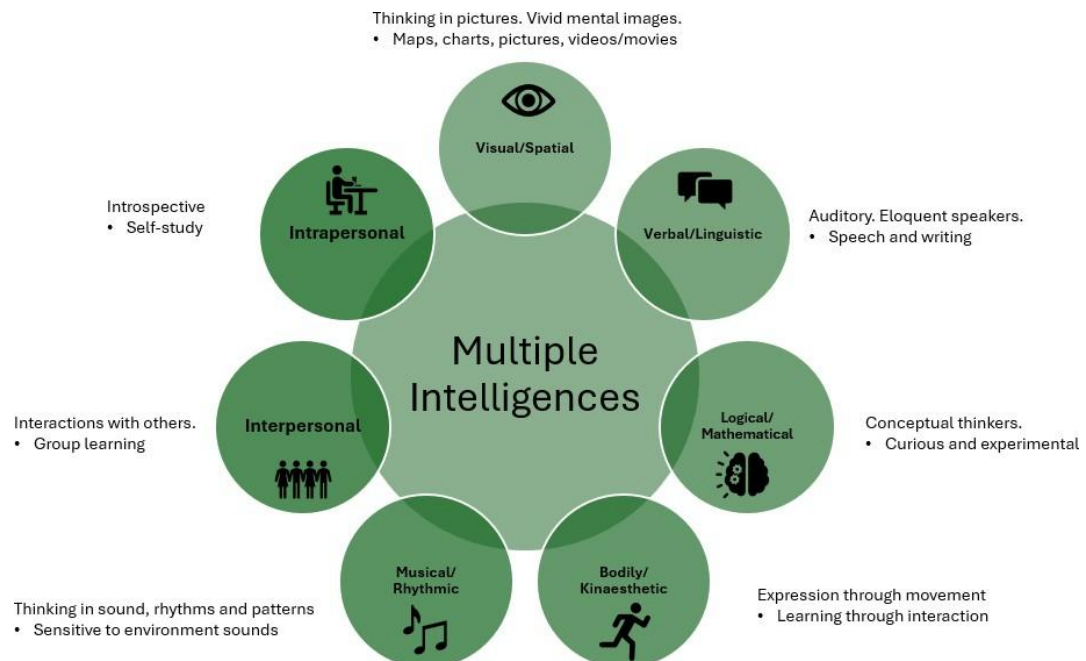 Thinking in pictures. Vivid mental images.
• Maps, charts, pictures, videos/movies
Visual/Spatial
Verbal/Linguistic
Auditory. Eloquent speakers.
• Speech and writing
Introspective
• Self-study
Intrapersonal
Multiple
Intelligences
Interactions with others.
• Group learning
Interpersonal
Logical/
Mathematical
Conceptual thinkers.
• Curious and experimental
Thinking in sound, rhythms and patterns
• Sensitive to environment sounds
Musical/
Rhythmic
Bodily/
Kinaesthetic
Expression through movement
• Learning through interaction